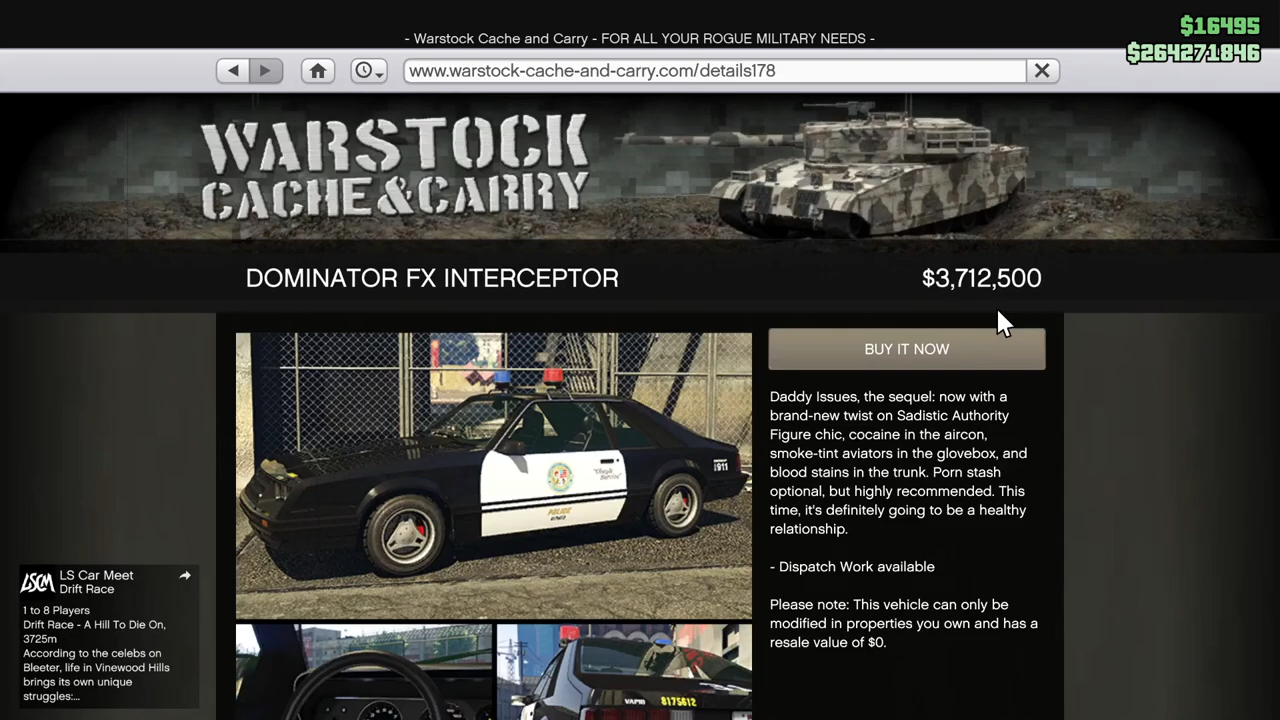 - Warstock Cache and Carry - FOR ALL YOUR ROGUE MILITARY NEEDS -
$16495
$264271846
www.warstock-cache-and-carry.com/details178
WARSTOCK
CACHE&CARRY
DOMINATOR FX INTERCEPTOR
$3,712,500
BUY IT NOW
Daddy Issues, the sequel: now with a
brand-new twist on Sadistic Authority
Figure chic, cocaine in the aircon,
smoke-tint aviators in the glovebox, and
blood stains in the trunk. Porn stash
optional, but highly recommended. This
time, it's definitely going to be a healthy
relationship.
- Dispatch Work available
Please note: This vehicle can only be
modified in properties you own and has a
resale value of $0.
911
POLICE
LSCM
LS Car Meet
Drift Race
1 to 8 Players
Drift Race - A Hill To Die On,
3725m
According to the celebs on
Bleeter, life in Vinewood Hills
brings its own unique
struggles:...
VAPID
8175612